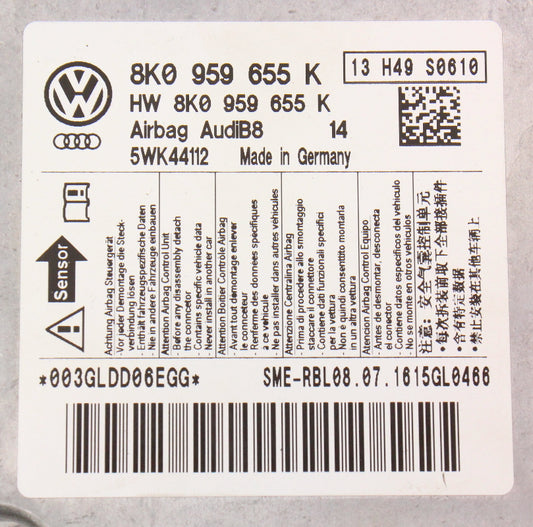 8K0 959 655 K
13 H49 S0610
HW 8K0 959 655 K
Airbag AudiB8 14
5WK44112 Made in Germany
Sensor
Achtung Airbag Steuergerät
- Vor jeder Demontage die Steck-
verbindung lösen
- Enthält fahrzeugspezifische Daten
- Nie in andere Fahrzeuge einbauen
Attention Airbag Control Unit
- Before any disassembly detach
the connector
- Contains specific vehicle data
- Never install in another car
Attention Boitier Controle Airbag
- Avant tout demontage enlever
le connecteur
- Renferme des données spécifiques
a ce véhicule
- Ne pas installer dans autres véhicules
Attenzione Centralina Airbag
- Prima di procedere allo smontaggio
staccare il connettore
- Contiene dati funzionali specifici
per la vettura
- Non e quindi consentitto montarla
in un altra vettura
Atención Airbag Control Equipo
- Antes de desmontar, desconecta
el conector
- Contiene datos especificos del vehículo
- No se monte en otros vehículos
注意: 安全气囊控制单元
•每次拆装前取下全部接插件
•含有特定数据
•禁止安装在其他车辆上
*003GLDD06EGG* SME-RBL08.07.1615GL0466